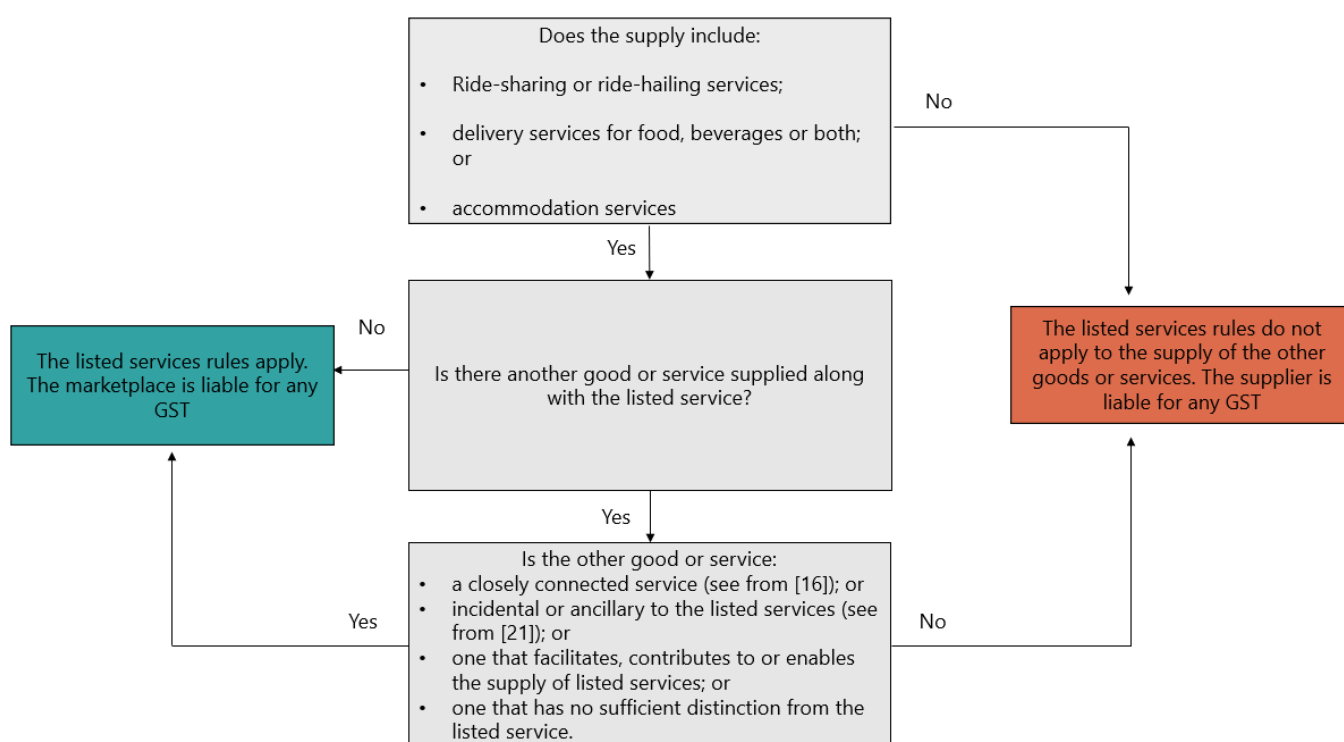 Does the supply include:
• Ride-sharing or ride-hailing services;
• delivery services for food, beverages or both;
or
• accommodation services
No
Yes
No
The listed services rules apply.
The marketplace is liable for any
GST
Is there another good or service supplied along
with the listed service?
The listed services rules do not
apply to the supply of the other
goods or services. The supplier is
liable for any GST
Yes
Is the other good or service:
• a closely connected service (see from [16]); or
• incidental or ancillary to the listed services (see
from [21]); or
• one that facilitates, contributes to or enables
the supply of listed services; or
• one that has no sufficient distinction from the
listed service.
Yes
No